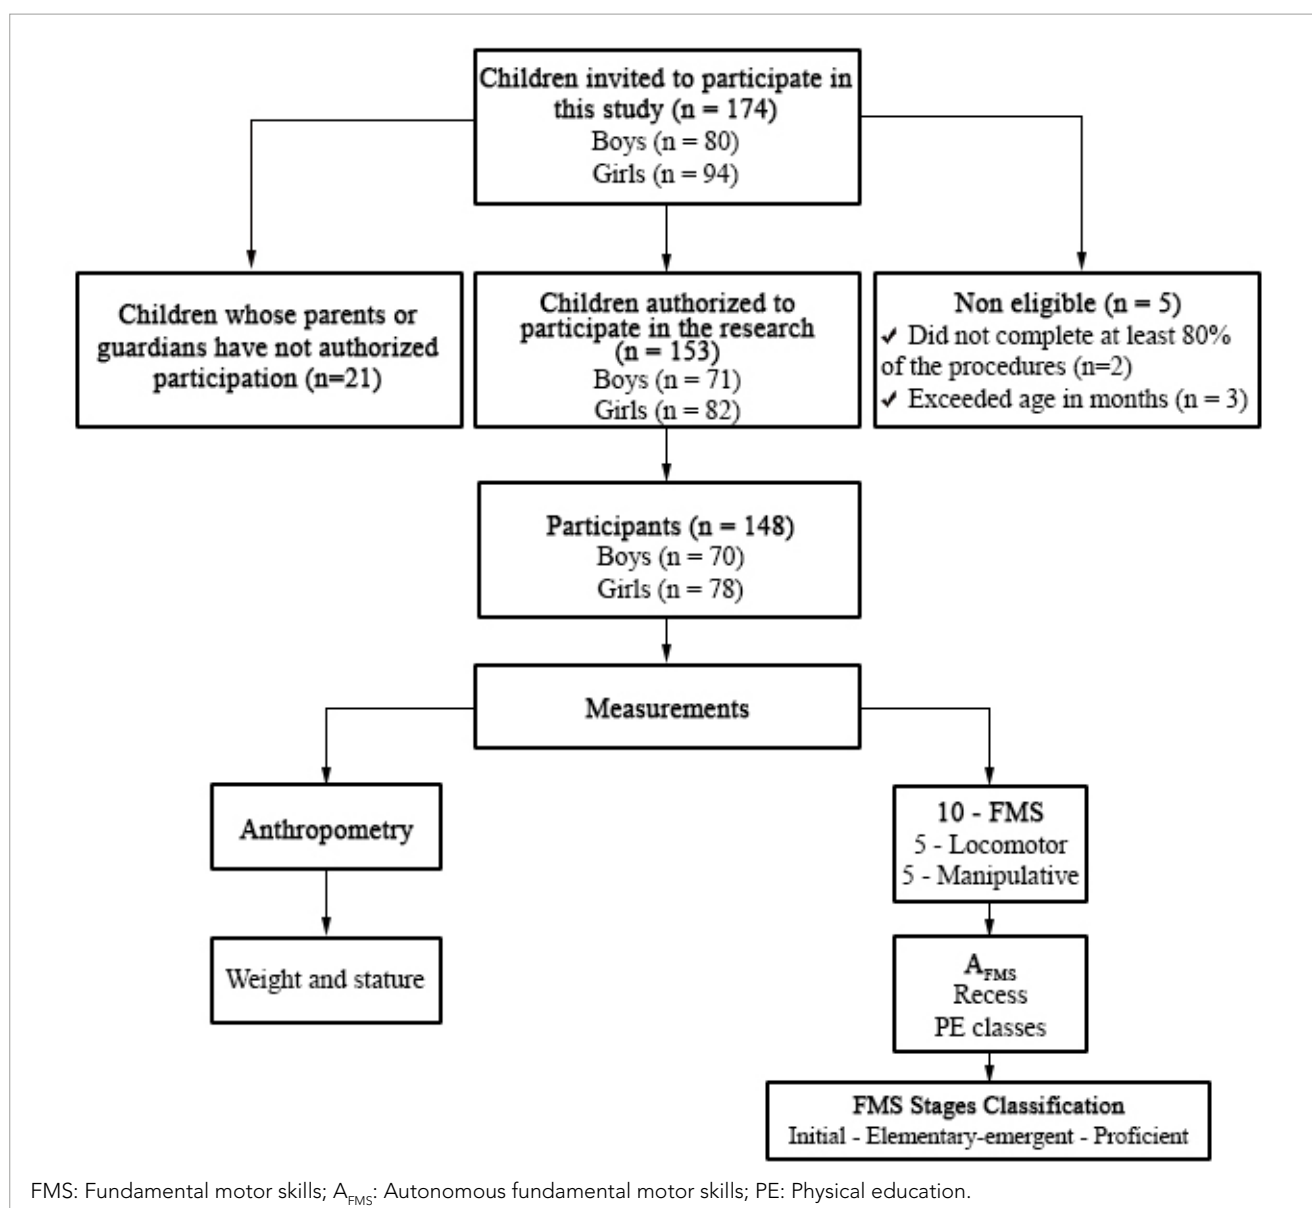 Children invited to participate in
this study (n = 174)
Boys (n = 80)
Girls (n = 94)
Children whose parents or
guardians have not authorized
participation (n=21)
Children authorized to
participate in the research
(n = 153)
Boys (n = 71)
Girls (n = 82)
Non eligible (n = 5)
✓ Did not complete at least 80%
of the procedures (n=2)
✓ Exceeded age in months (n = 3)
Participants (n = 148)
Boys (n = 70)
Girls (n = 78)
Measurements
Anthropometry
Weight and stature
10 - FMS
5 - Locomotor
5 - Manipulative
A_FMS
Recess
PE classes
FMS Stages Classification
Initial - Elementary-emergent - Proficient
FMS: Fundamental motor skills; A_FMS: Autonomous fundamental motor skills; PE: Physical education.